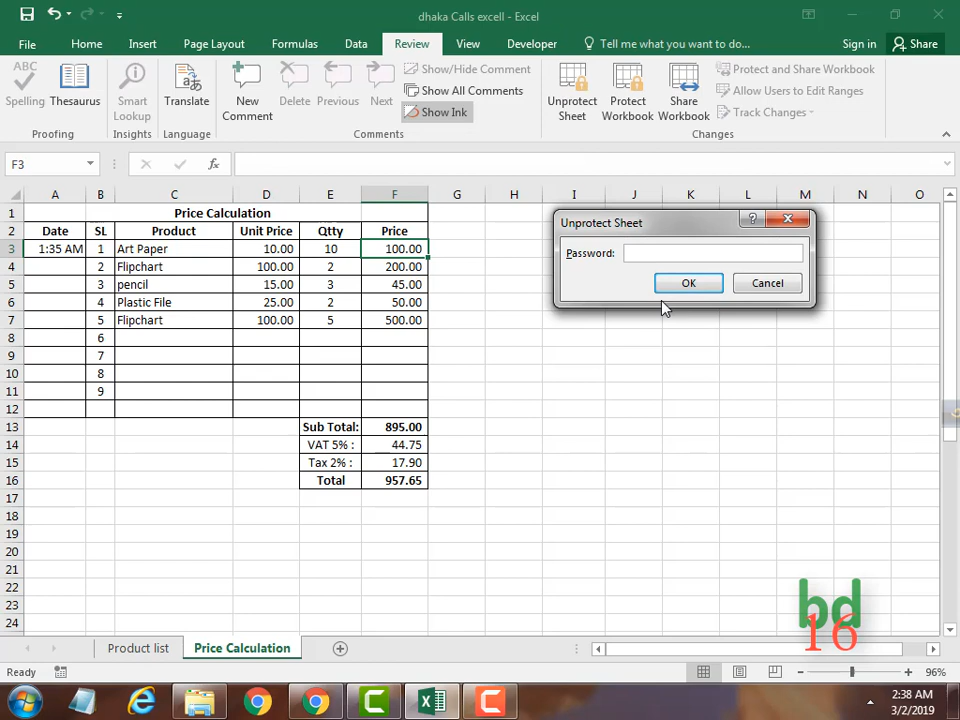 dhaka Calls excell - Excel
File Home Insert Page Layout Formulas Data Review View Developer Tell me what you want to do... Sign in Share
Spelling Thesaurus Smart Lookup Translate New Comment Delete Previous Next Show/Hide Comment Show All Comments Show Ink Unprotect Sheet Protect Workbook Share Workbook Protect and Share Workbook Allow Users to Edit Ranges Track Changes
Proofing Insights Language Comments Changes
F3 fx
A B C D E F G H I J K L M N O
1 Price Calculation
2 Date SL Product Unit Price Qtty Price
3 1:35 AM 1 Art Paper 10.00 10 100.00
4 2 Flipchart 100.00 2 200.00
5 3 pencil 15.00 3 45.00
6 4 Plastic File 25.00 2 50.00
7 5 Flipchart 100.00 5 500.00
8 6
9 7
10 8
11 9
12
13 Sub Total: 895.00
14 VAT 5% : 44.75
15 Tax 2% : 17.90
16 Total 957.65
17
18
19
20
21
22
23
24
Unprotect Sheet
Password:
OK Cancel
bd
16
Product list Price Calculation
Ready 96%
2:38 AM
3/2/2019